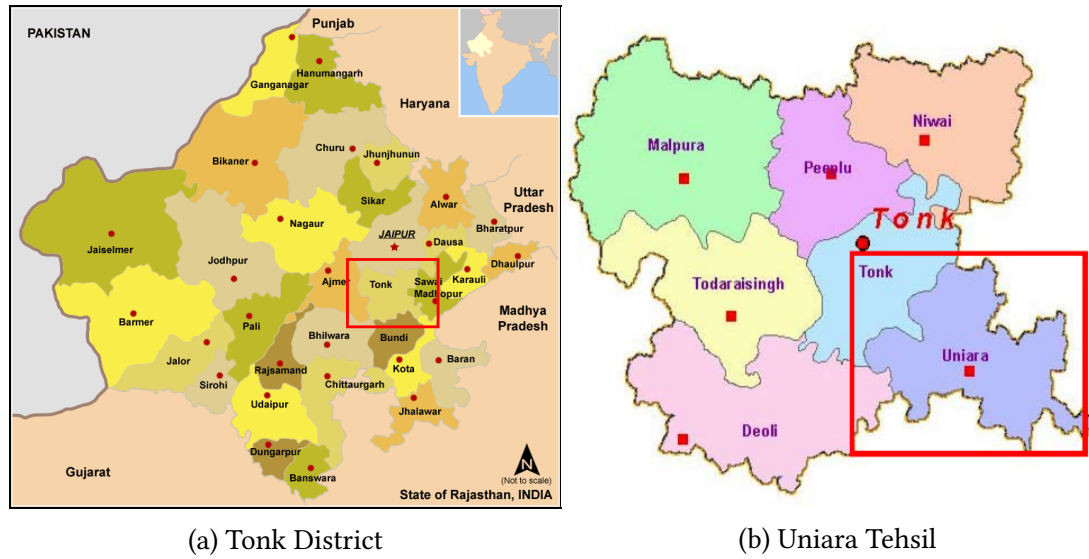 PAKISTAN
Punjab
Hanumangarh
Ganganagar
Haryana
Bikaner
Churu
Jhunjhunun
Sikar
Alwar
Uttar
Pradesh
Nagaur
JAIPUR
Bharatpur
Jaiselmer
Dausa
Jodhpur
Dhaulpur
Ajmer
Tonk
Sawai
Madhopur
Karauli
Barmer
Madhya
Pradesh
Pali
Bhilwara
Bundi
Jalor
Rajsamand
Kota
Baran
Sirohi
Chittaurgarh
Udaipur
Jhalawar
Dungarpur
Gujarat
Banswara
N
(Not to scale)
State of Rajasthan, INDIA
(a) Tonk District
Niwai
Malpura
Peeplu
Tonk
Tonk
Todaraisingh
Uniara
Deoli
(b) Uniara Tehsil